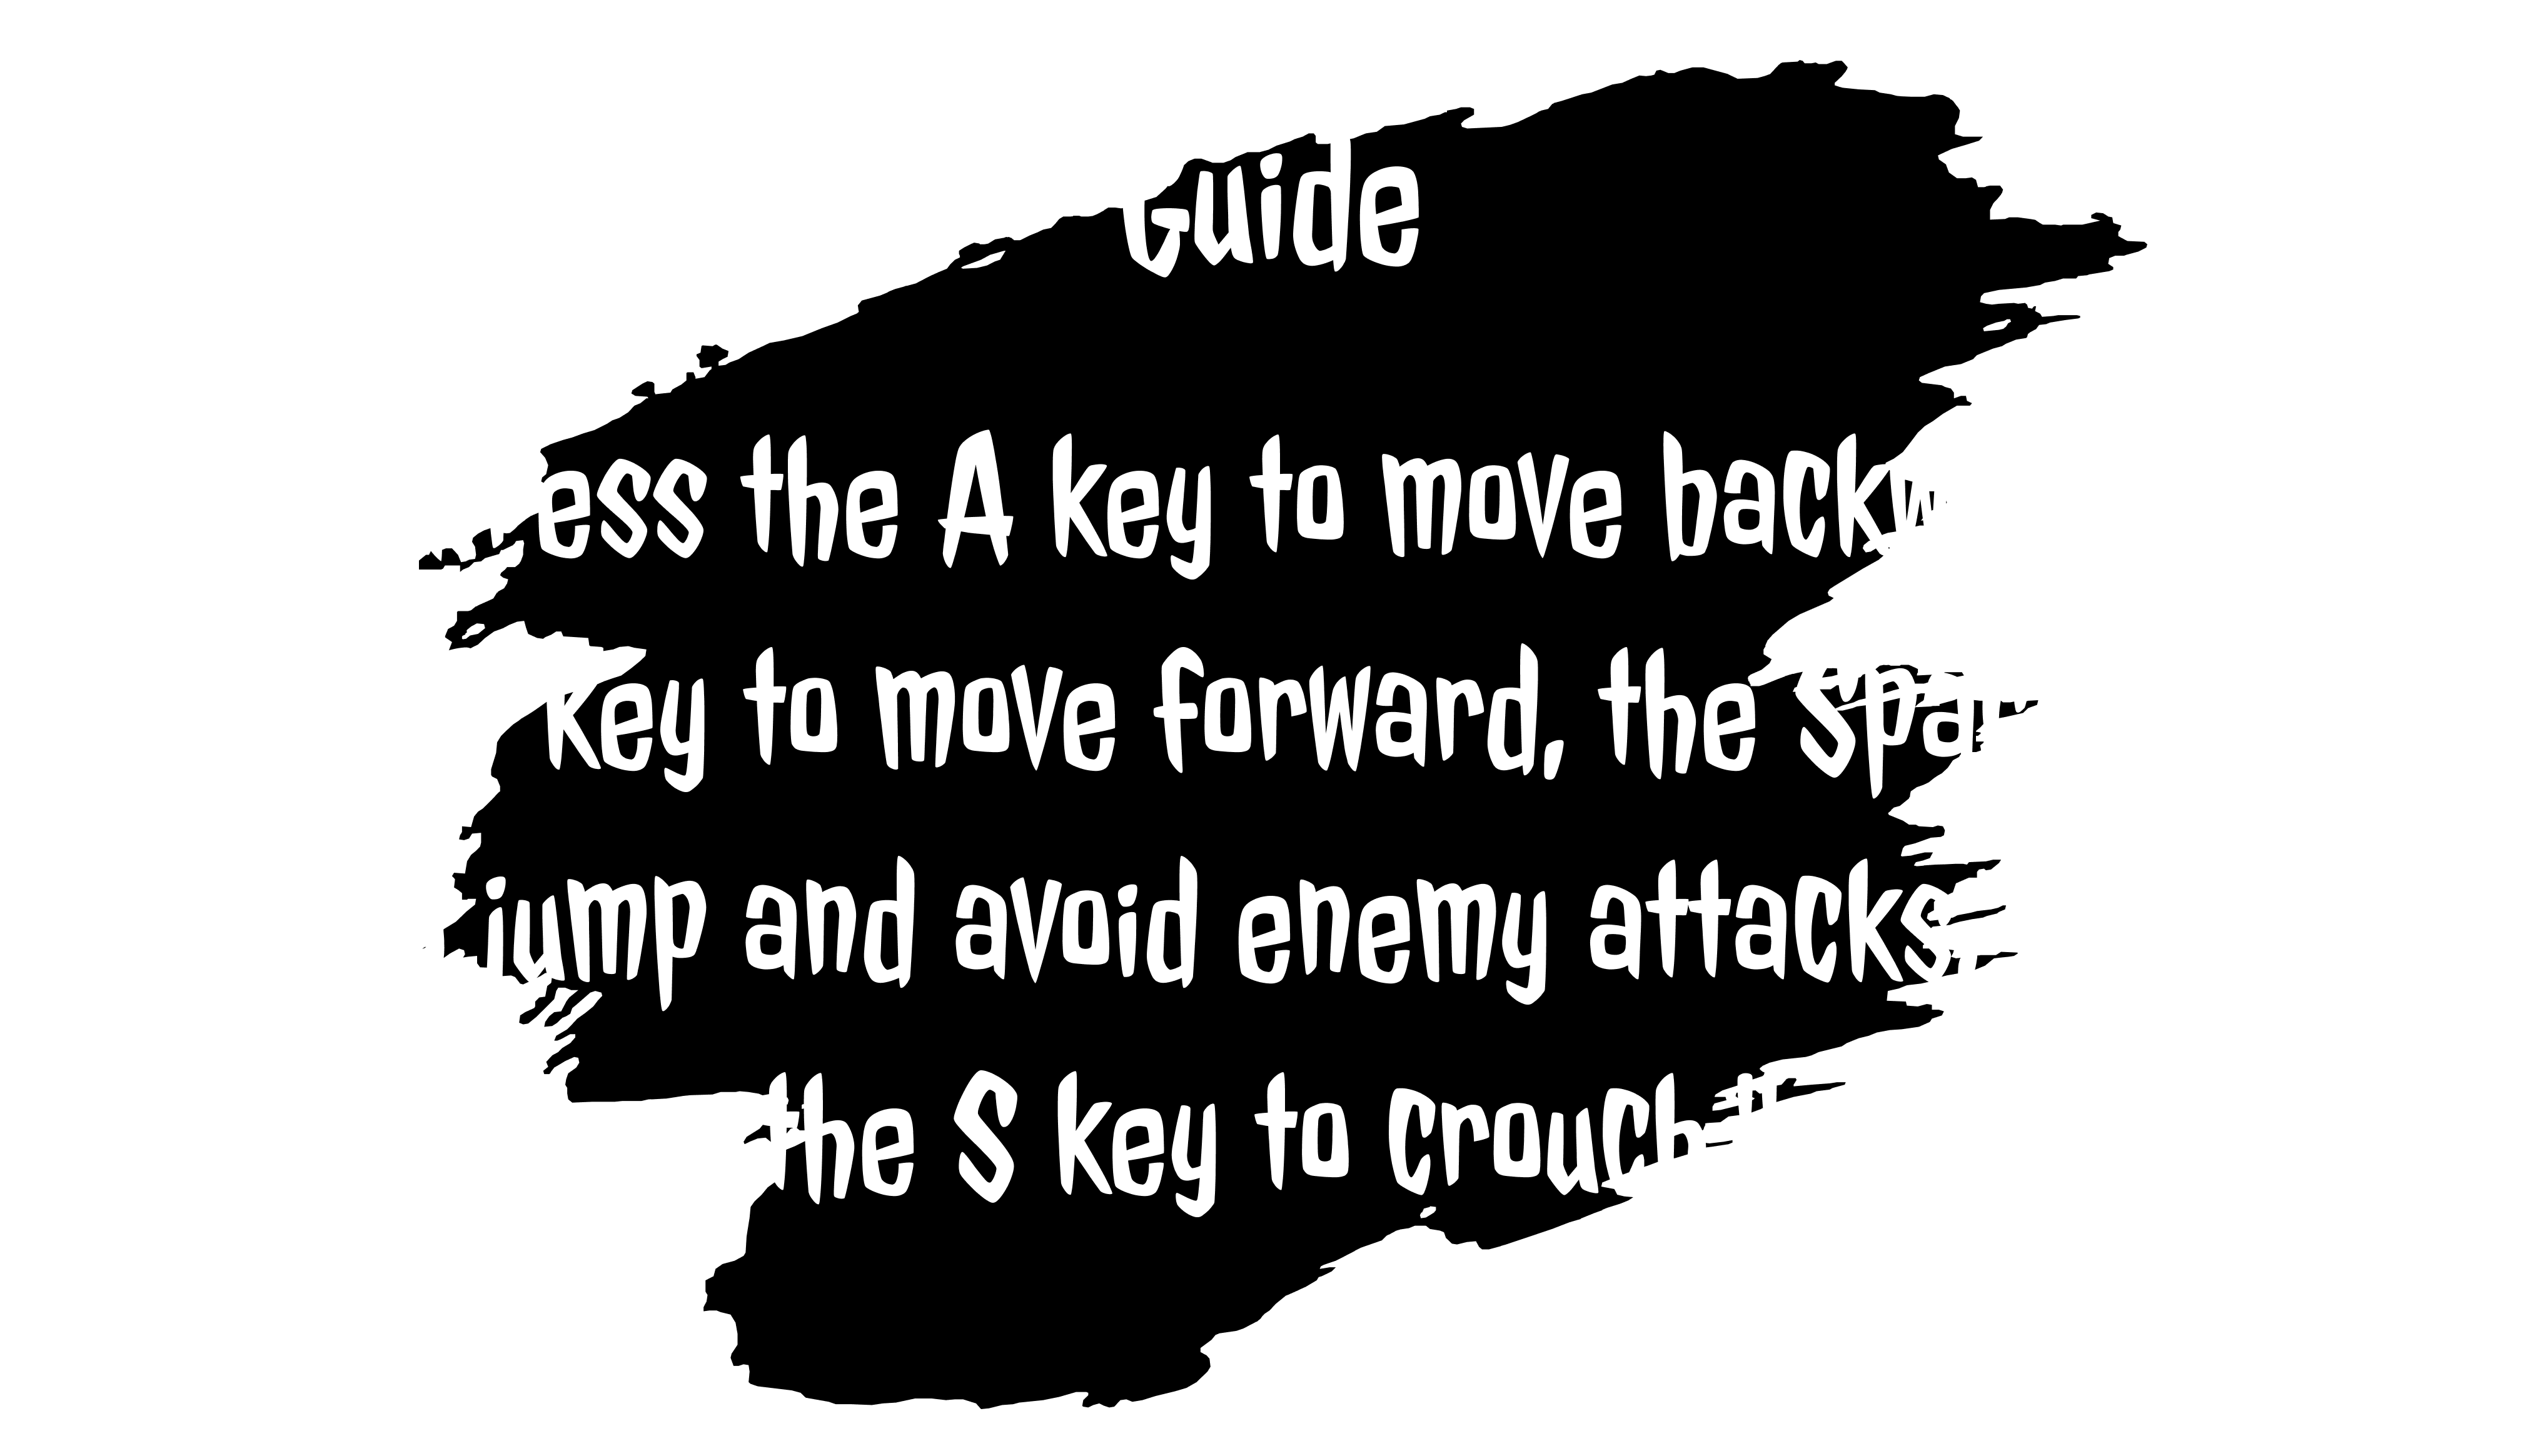 Guide
ess the A key to move backw
key to move forward, the Spa
jump and avoid enemy attacks,
the S key to crouch